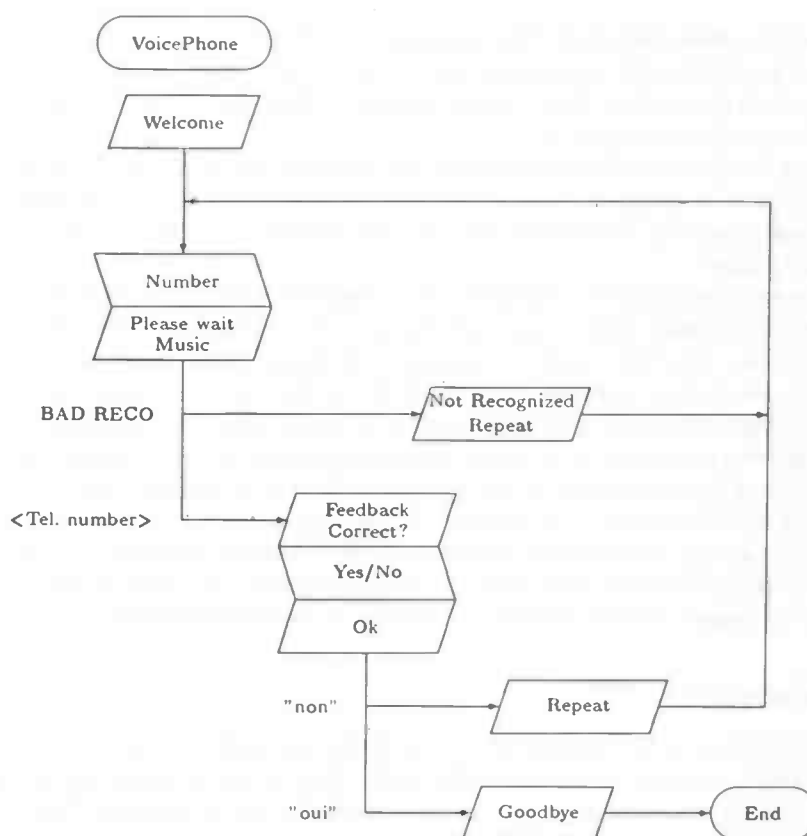 VoicePhone
Welcome
Number
Please wait
Music
BAD RECO
Not Recognized
Repeat
<Tel. number>
Feedback
Correct?
Yes/No
Ok
"non"
Repeat
"oui"
Goodbye
End